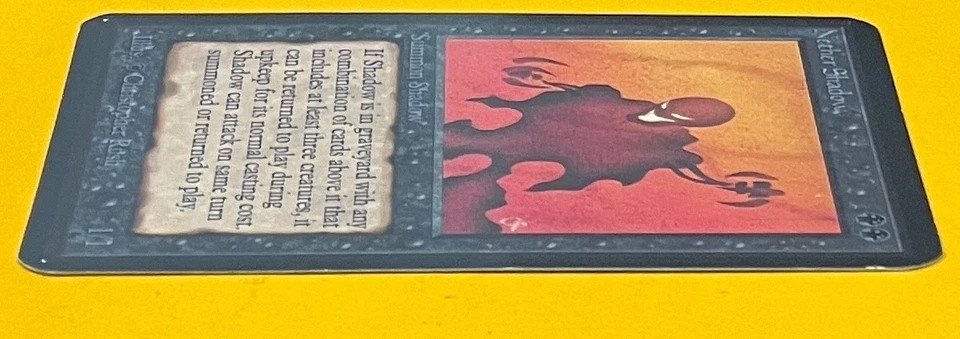 Nether Shadow
Summon Shadow
If Shadow is in graveyard with any
combination of cards above it that
includes at least three creatures, it
can be returned to play during
upkeep for its normal casting cost.
Shadow can attack on same turn
summoned or returned to play.
Illus. © Christopher Rush
1/1